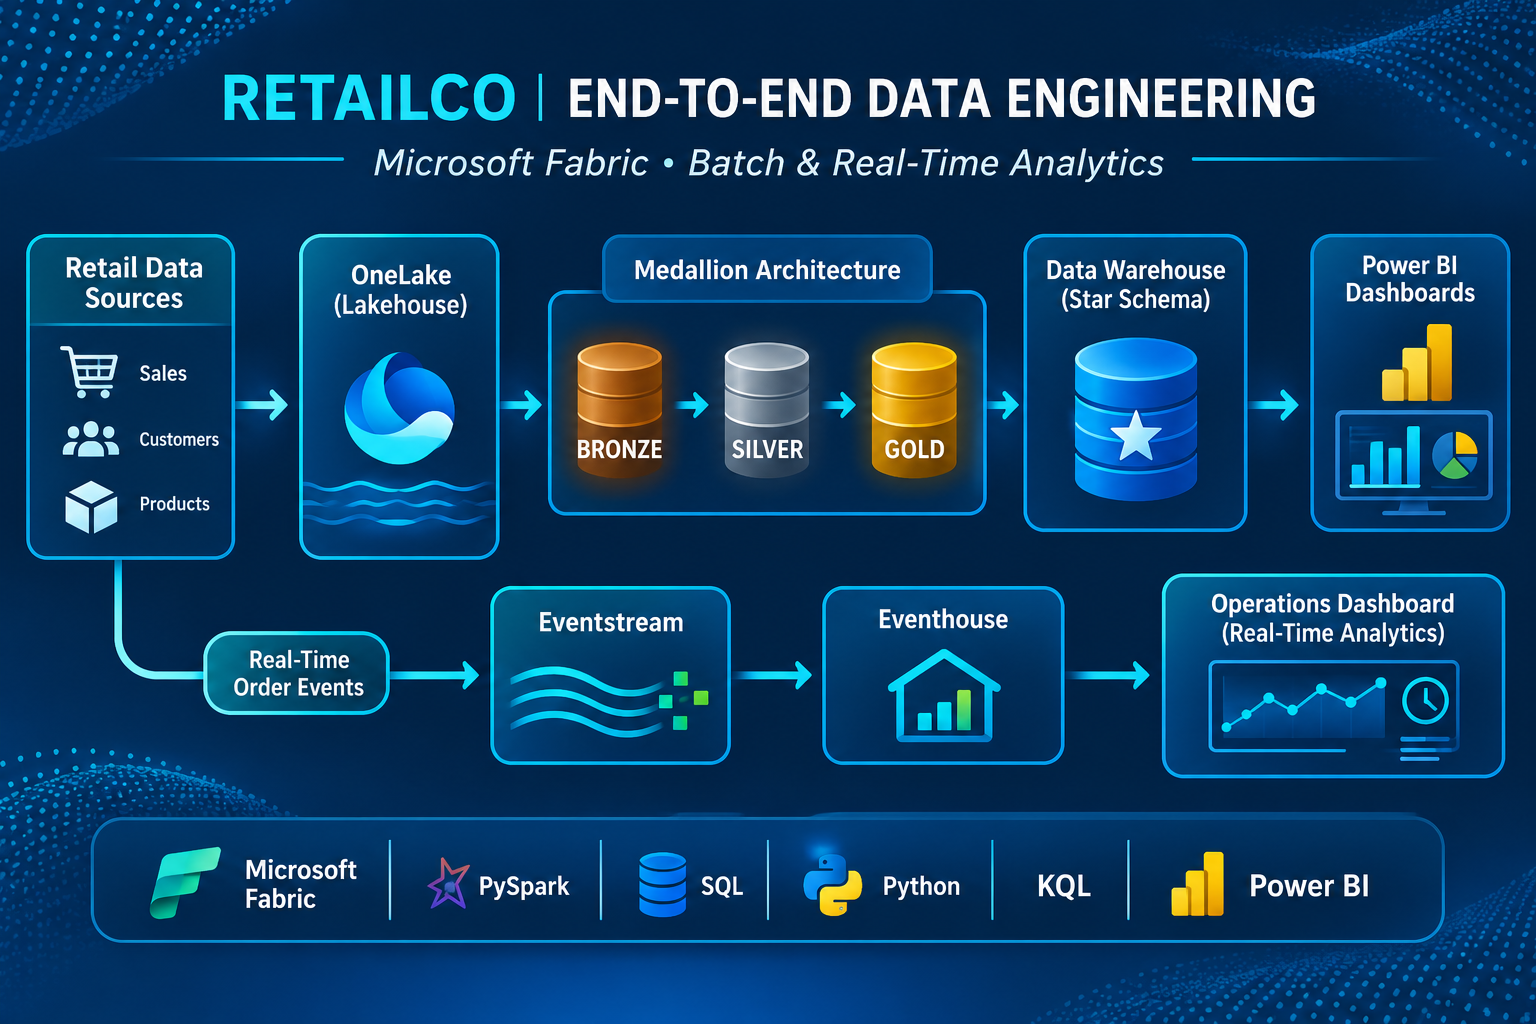 RETAILCO | END-TO-END DATA ENGINEERING
Microsoft Fabric • Batch & Real-Time Analytics
Retail Data
Sources
Sales
Customers
Products
OneLake
(Lakehouse)
Medallion Architecture
BRONZE
SILVER
GOLD
Data Warehouse
(Star Schema)
Power BI
Dashboards
Real-Time
Order Events
Eventstream
Eventhouse
Operations Dashboard
(Real-Time Analytics)
Microsoft
Fabric
PySpark
SQL
Python
KQL
Power BI